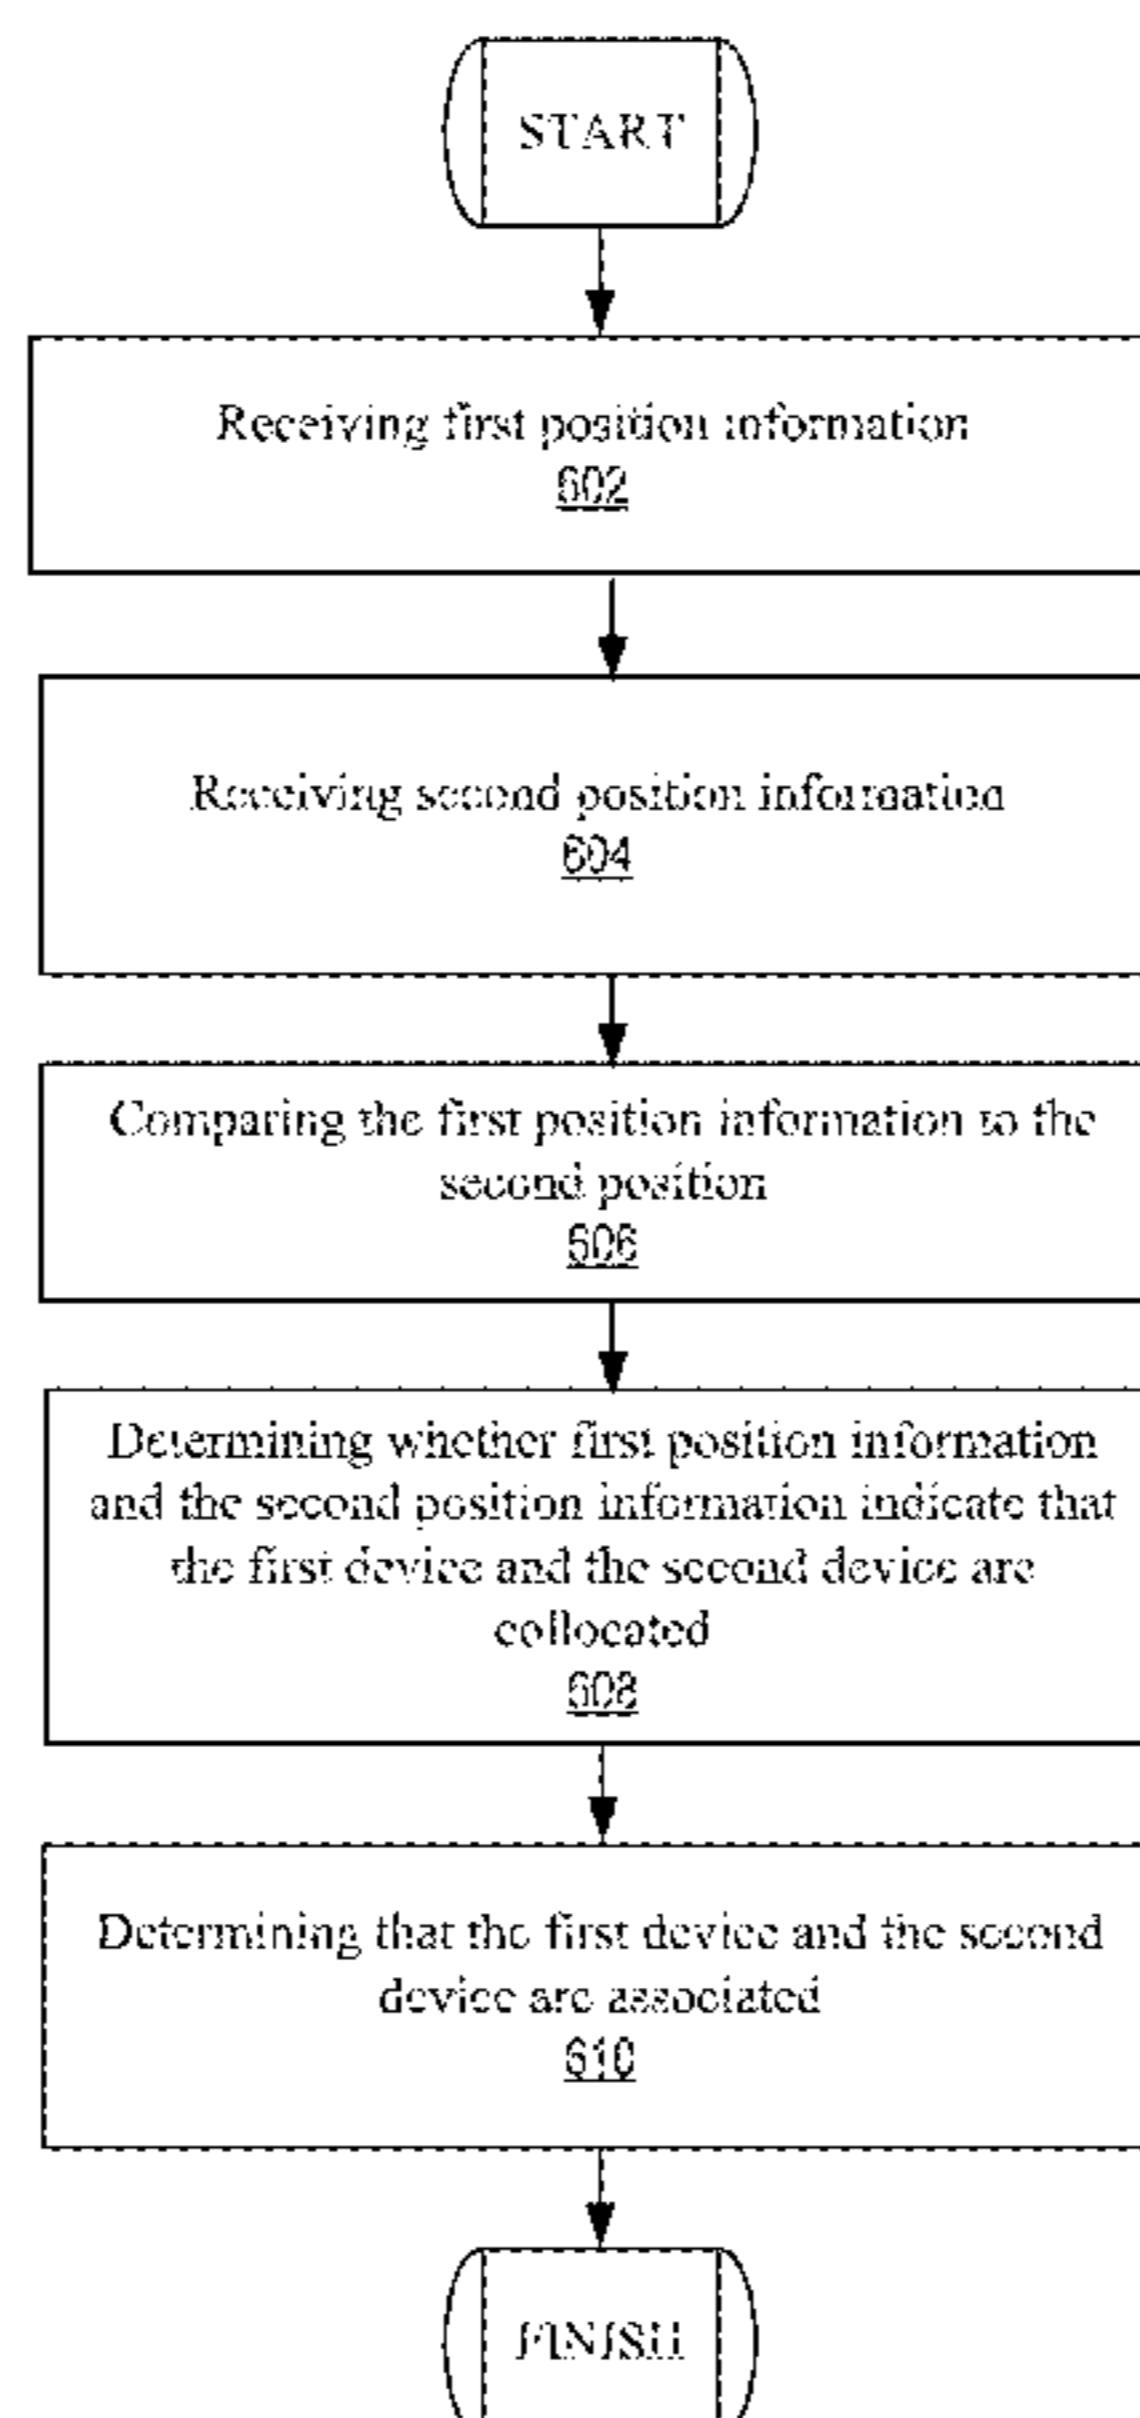 START
Receiving first position information
602
Receiving second position information
604
Comparing the first position information to the
second position
606
Determining whether first position information
and the second position information indicate that
the first device and the second device are
collocated
608
Determining that the first device and the second
device are associated
610
FINISH